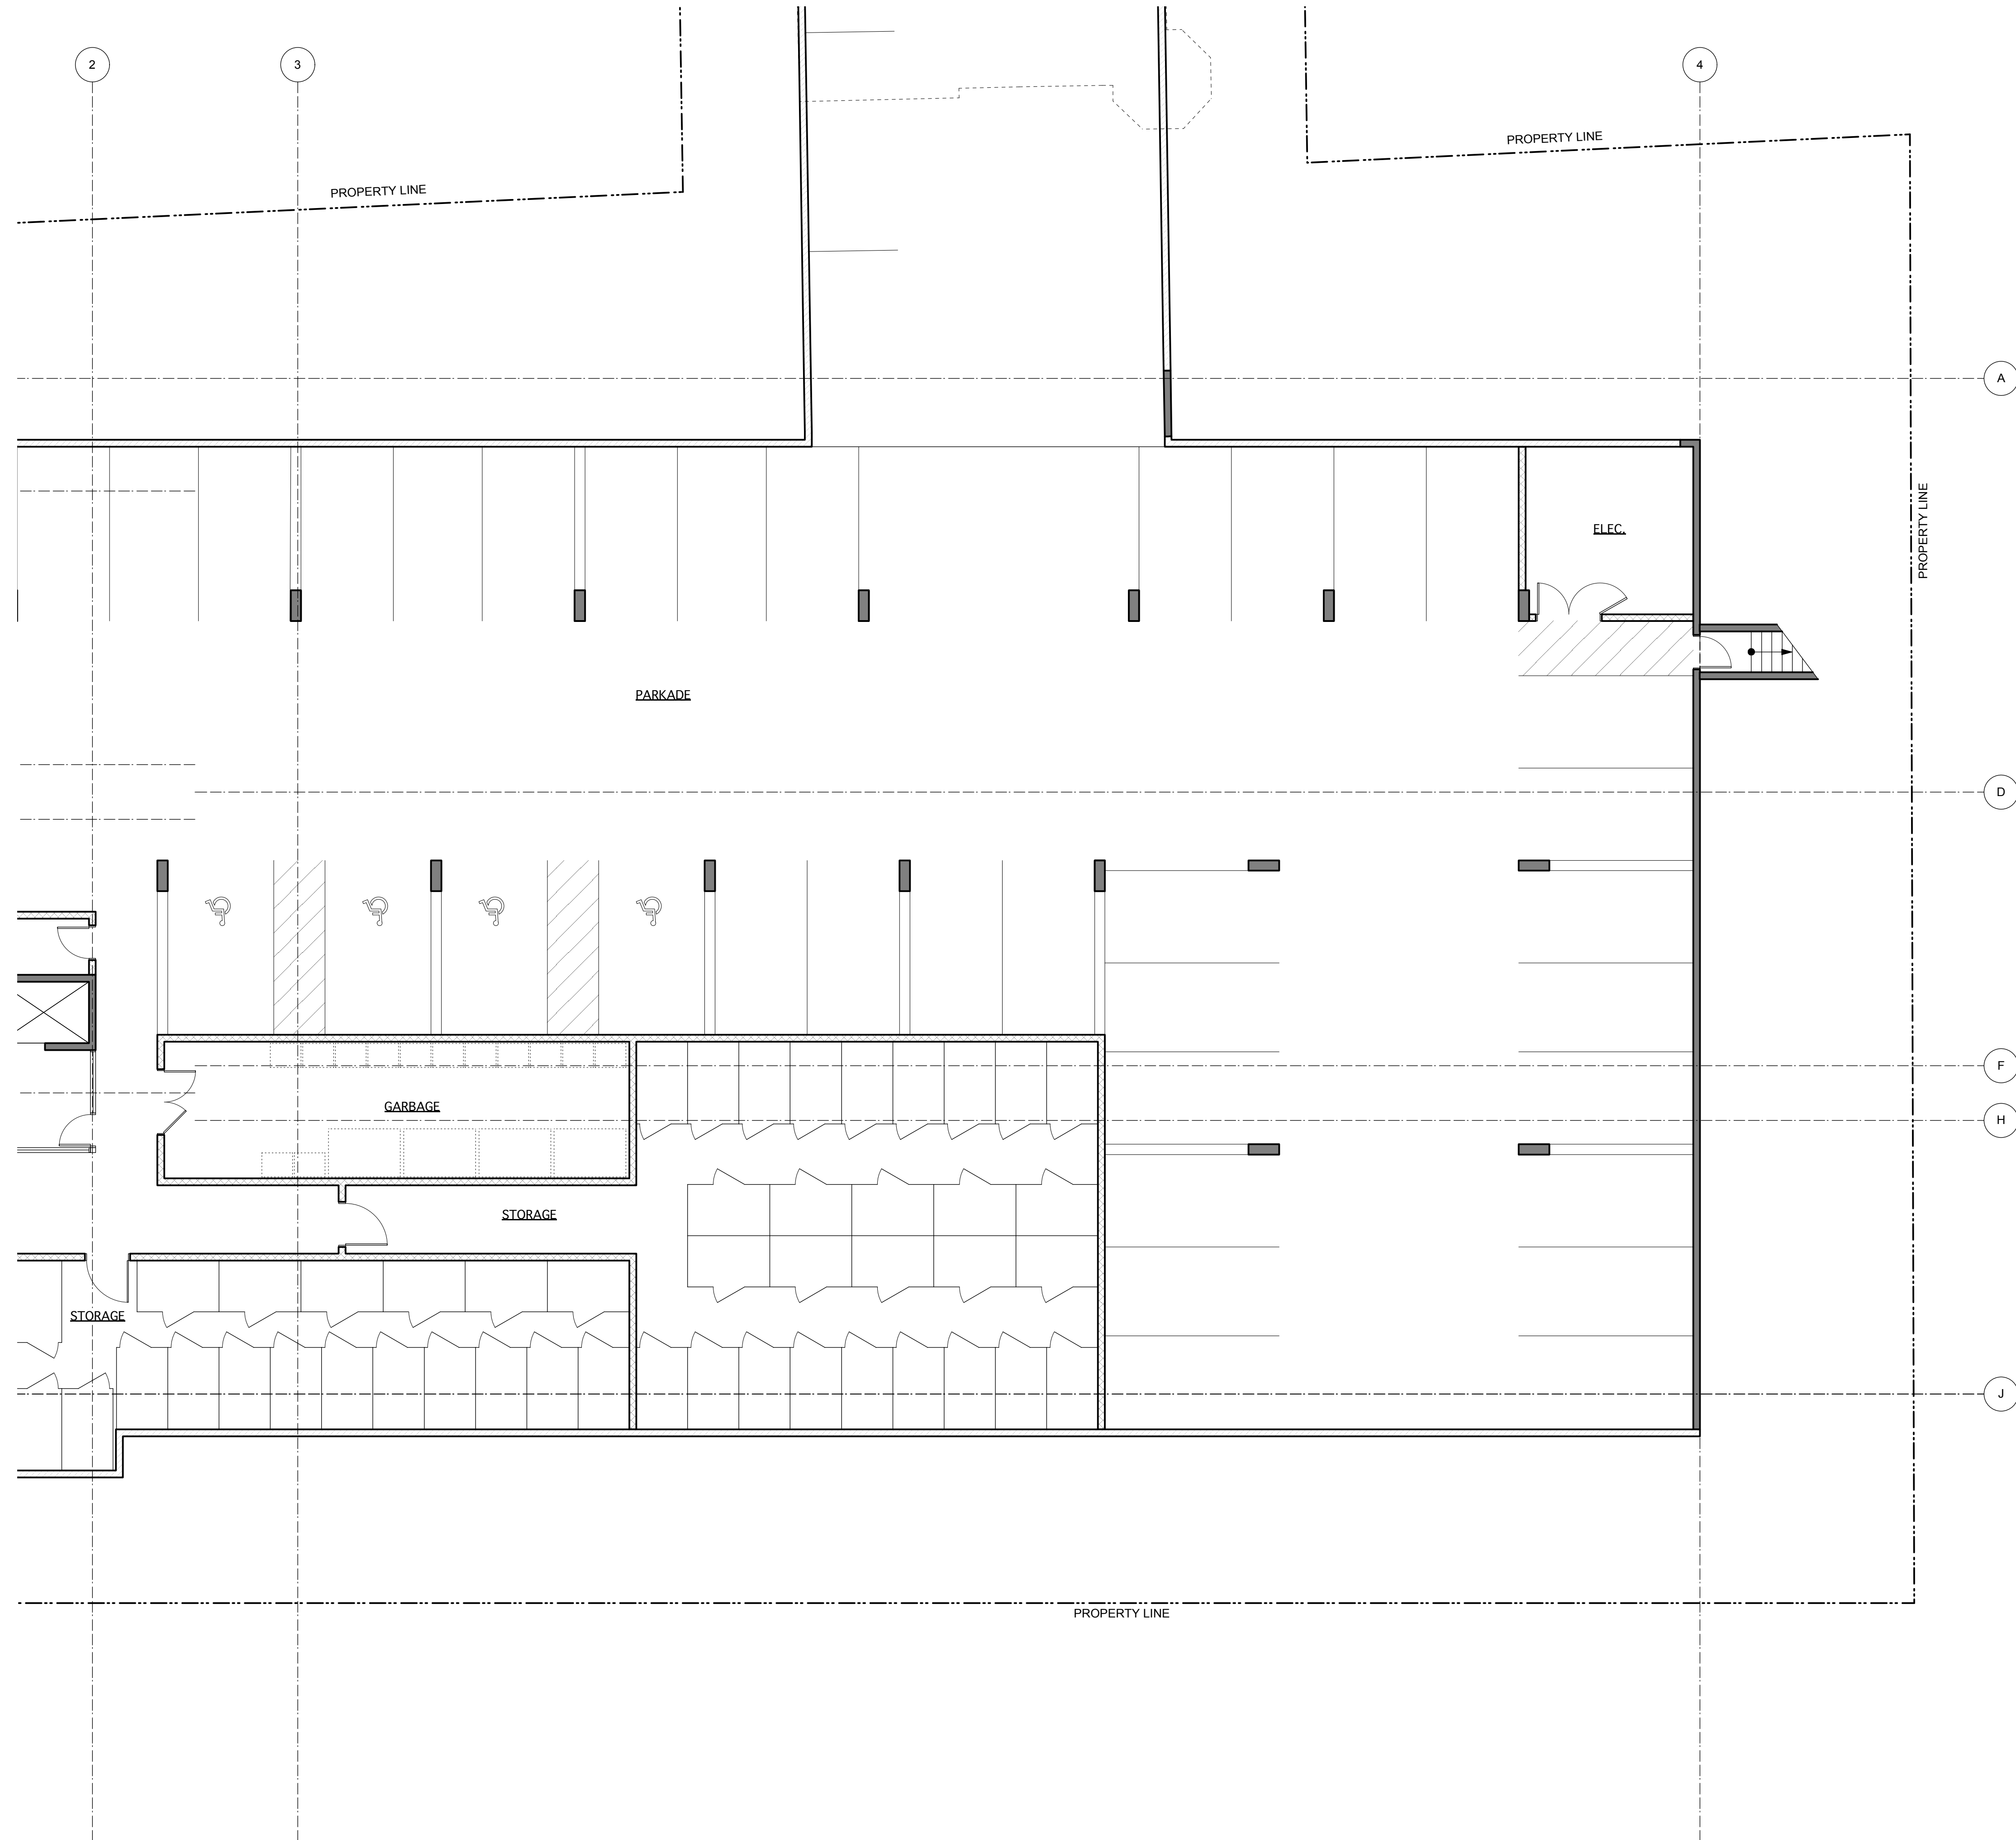 2
3
4
PROPERTY LINE
PROPERTY LINE
A
PROPERTY LINE
ELEC.
PARKADE
D
F
GARBAGE
H
STORAGE
STORAGE
J
PROPERTY LINE